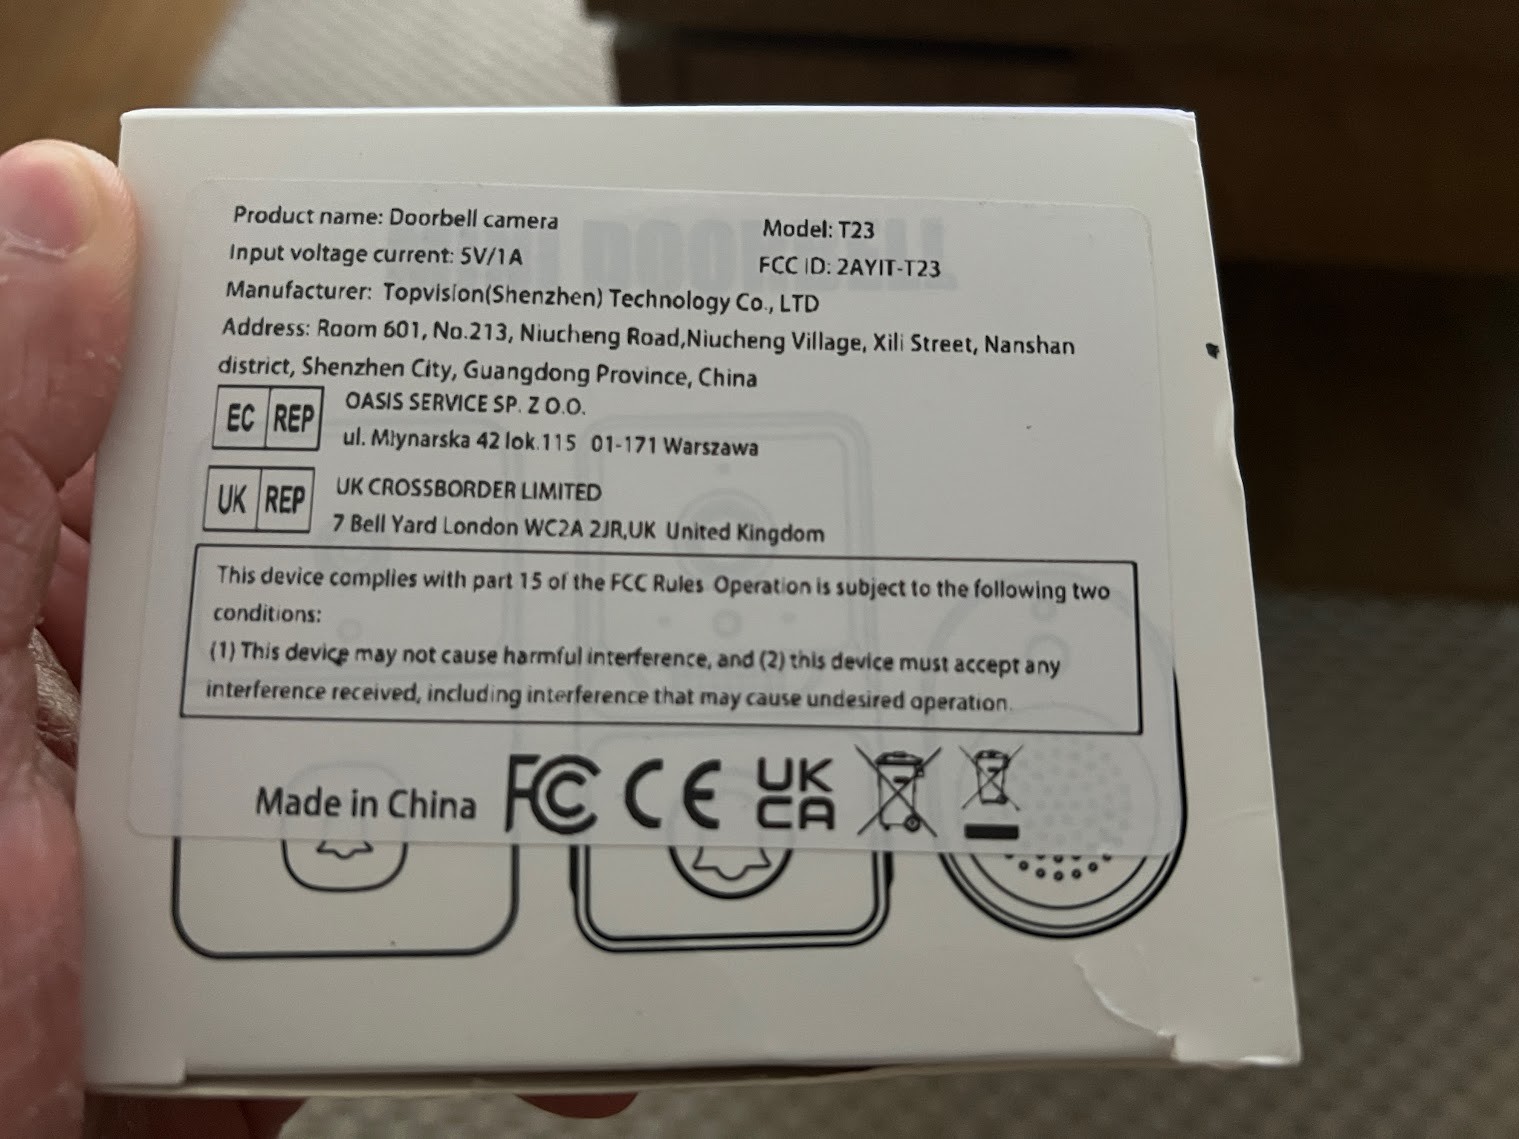 Product name: Doorbell camera
Model: T23
Input voltage current: 5V/1A
FCC ID: 2AYIT-T23
Manufacturer: Topvision(Shenzhen) Technology Co., LTD
Address: Room 601, No.213, Niucheng Road,Niucheng Village, Xili Street, Nanshan
district, Shenzhen City, Guangdong Province, China
EC REP
OASIS SERVICE SP. Z O.O.
ul. Mlynarska 42 lok.115 01-171 Warszawa
UK REP
UK CROSSBORDER LIMITED
7 Bell Yard London WC2A 2JR,UK United Kingdom
This device complies with part 15 of the FCC Rules. Operation is subject to the following two
conditions:
(1) This device may not cause harmful interference, and (2) this device must accept any
interference received, including interference that may cause undesired operation.
Made in China FCC CE UK
CA